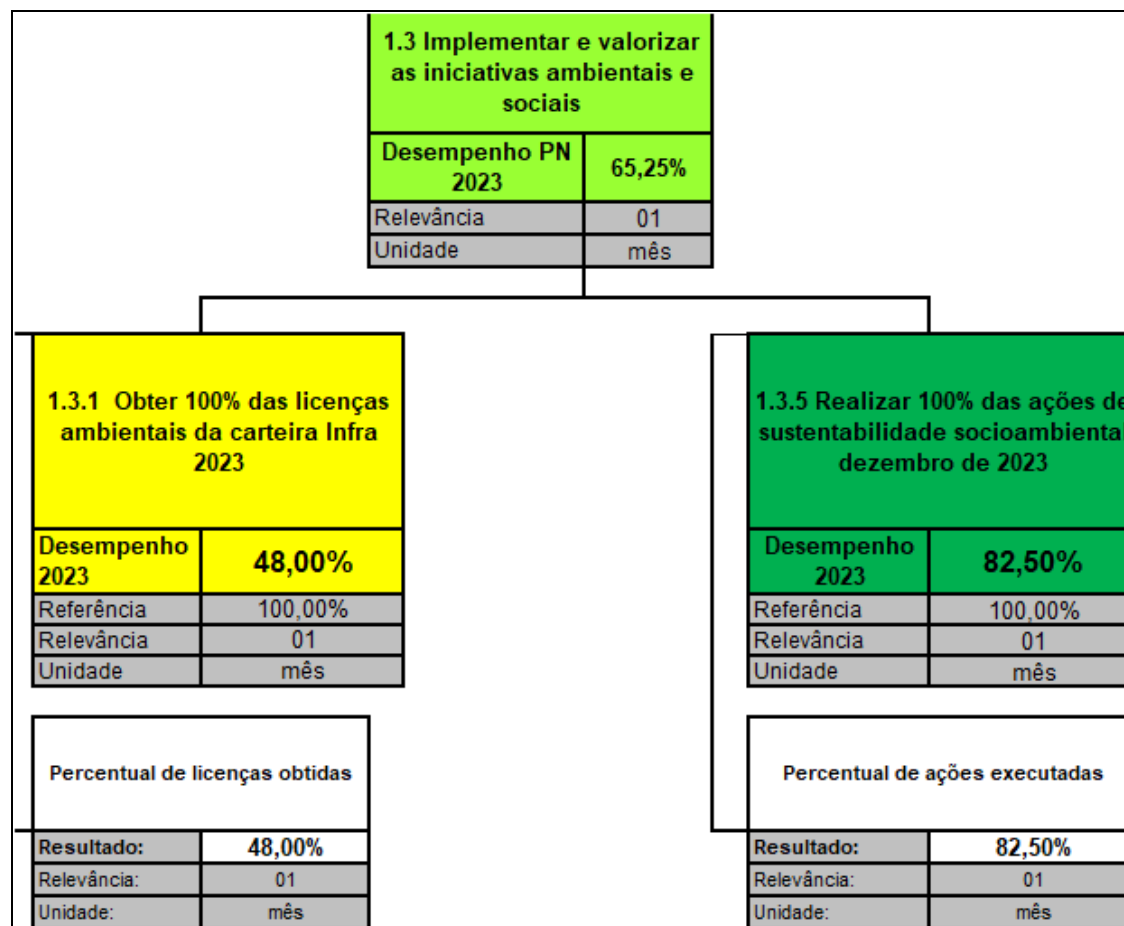 1.3 Implementar e valorizar
as iniciativas ambientais e
sociais
Desempenho PN
2023
65,25%
Relevância 01
Unidade mês
1.3.1 Obter 100% das licenças
ambientais da carteira Infra
2023
Desempenho
2023
48,00%
Referência 100,00%
Relevância 01
Unidade mês
Percentual de licenças obtidas
Resultado: 48,00%
Relevância: 01
Unidade: mês
1.3.5 Realizar 100% das ações de
sustentabilidade socioambienta
dezembro de 2023
Desempenho
2023
82,50%
Referência 100,00%
Relevância 01
Unidade mês
Percentual de ações executadas
Resultado: 82,50%
Relevância: 01
Unidade: mês